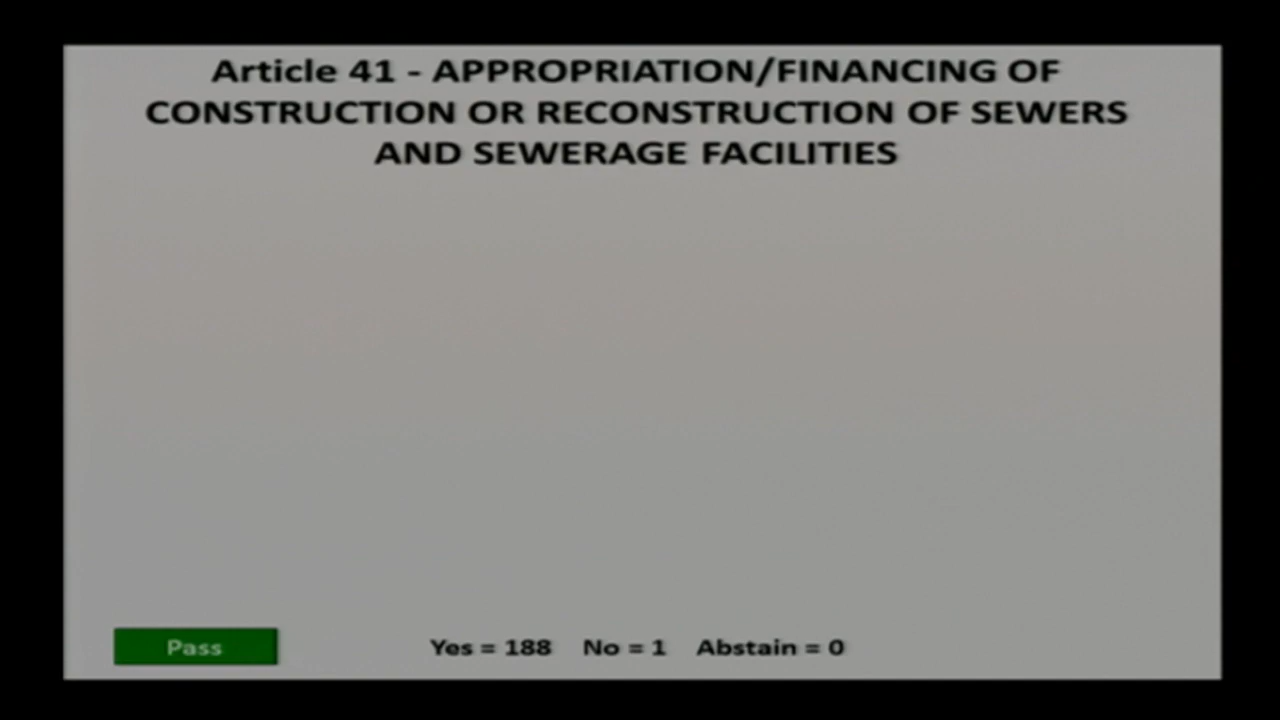 Article 41 - APPROPRIATION/FINANCING OF
CONSTRUCTION OR RECONSTRUCTION OF SEWERS
AND SEWERAGE FACILITIES
Pass
Yes = 188 No = 1 Abstain = 0